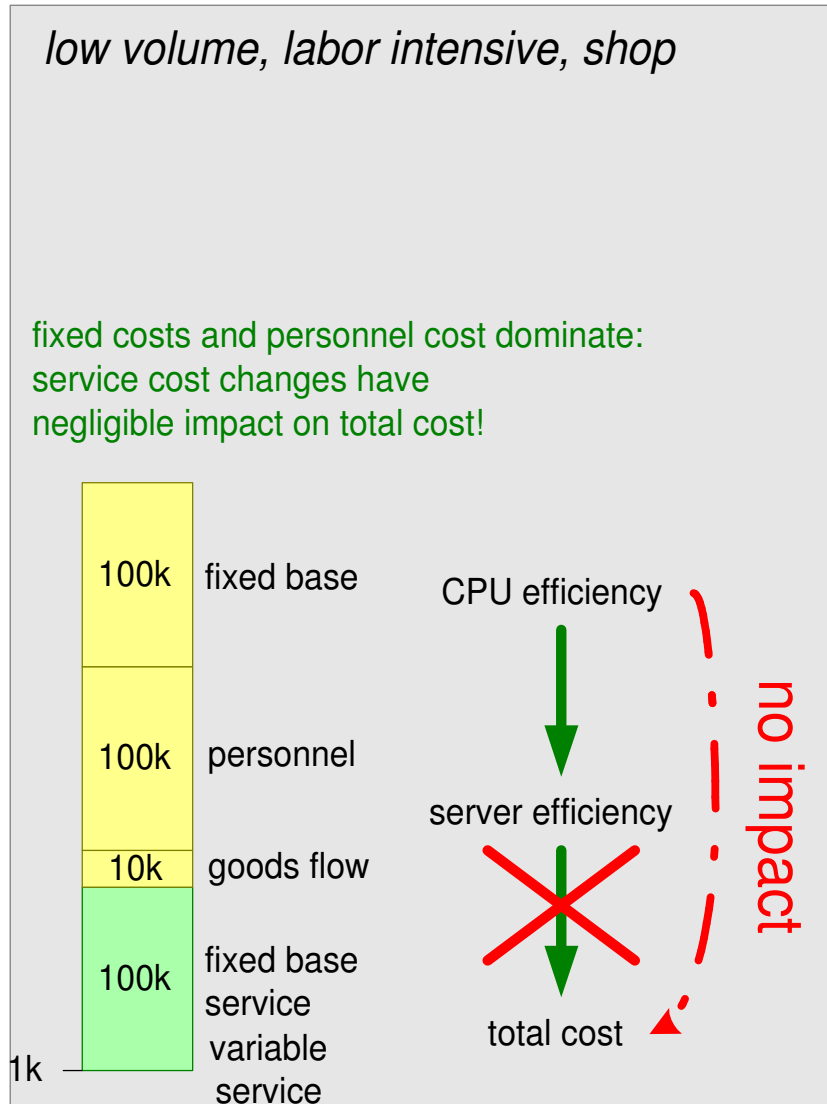 low volume, labor intensive, shop
fixed costs and personnel cost dominate:
service cost changes have
negligible impact on total cost!
100k
fixed base
100k
personnel
10k
goods flow
100k
fixed base
service
1k
variable
service
CPU efficiency
server efficiency
total cost
no impact